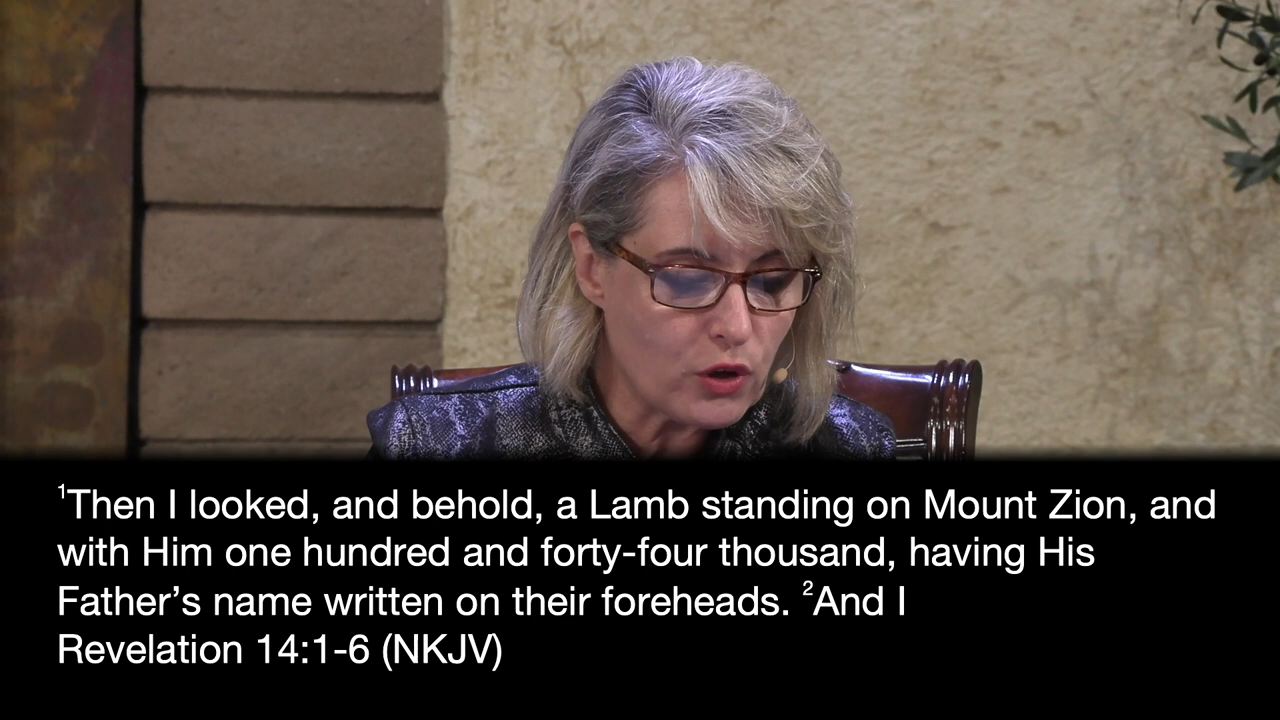 ¹Then I looked, and behold, a Lamb standing on Mount Zion, and
with Him one hundred and forty-four thousand, having His
Father’s name written on their foreheads. ²And I
Revelation 14:1-6 (NKJV)